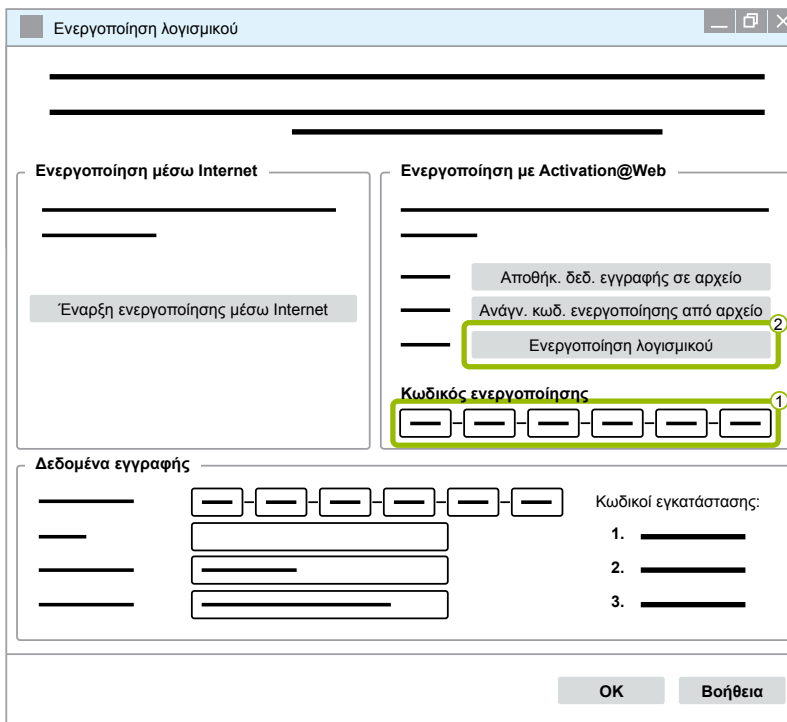 Ενεργοποίηση λογισμικού
Ενεργοποίηση μέσω Internet
Έναρξη ενεργοποίησης μέσω Internet
Ενεργοποίηση με Activation@Web
Αποθήκ. δεδ. εγγραφής σε αρχείο
Ανάγν. κωδ. ενεργοποίησης από αρχείο
2
Ενεργοποίηση λογισμικού
Κωδικός ενεργοποίησης
1
Δεδομένα εγγραφής
Κωδικοί εγκατάστασης:
1.
2.
3.
OK
Βοήθεια